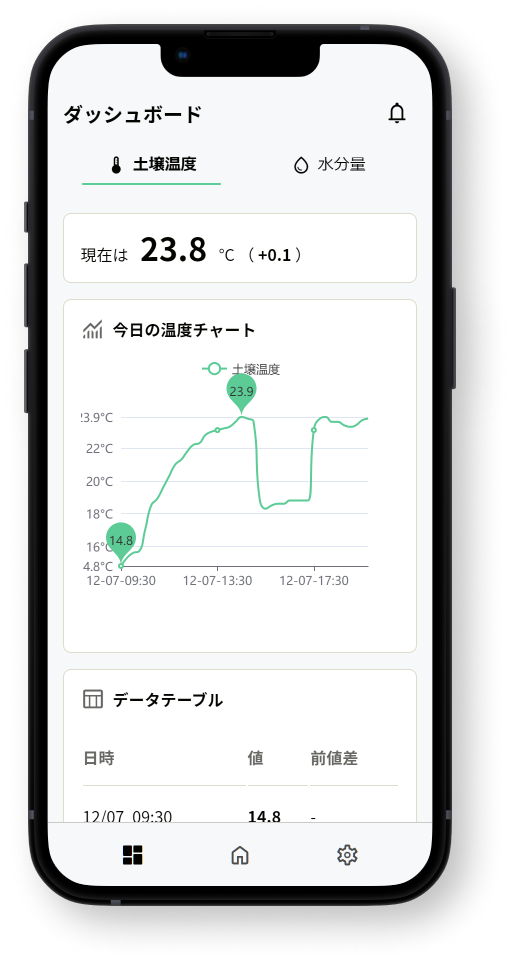 ダッシュボード
土壌温度 水分量
現在は 23.8 ℃ ( +0.1 )
今日の温度チャート
土壌温度
23.9
23.9°C
22°C
20°C
18°C
14.8
16°C
4.8°C
12-07-09:30 12-07-13:30 12-07-17:30
データテーブル
日時 値 前値差
12/07 09:30 14.8 -